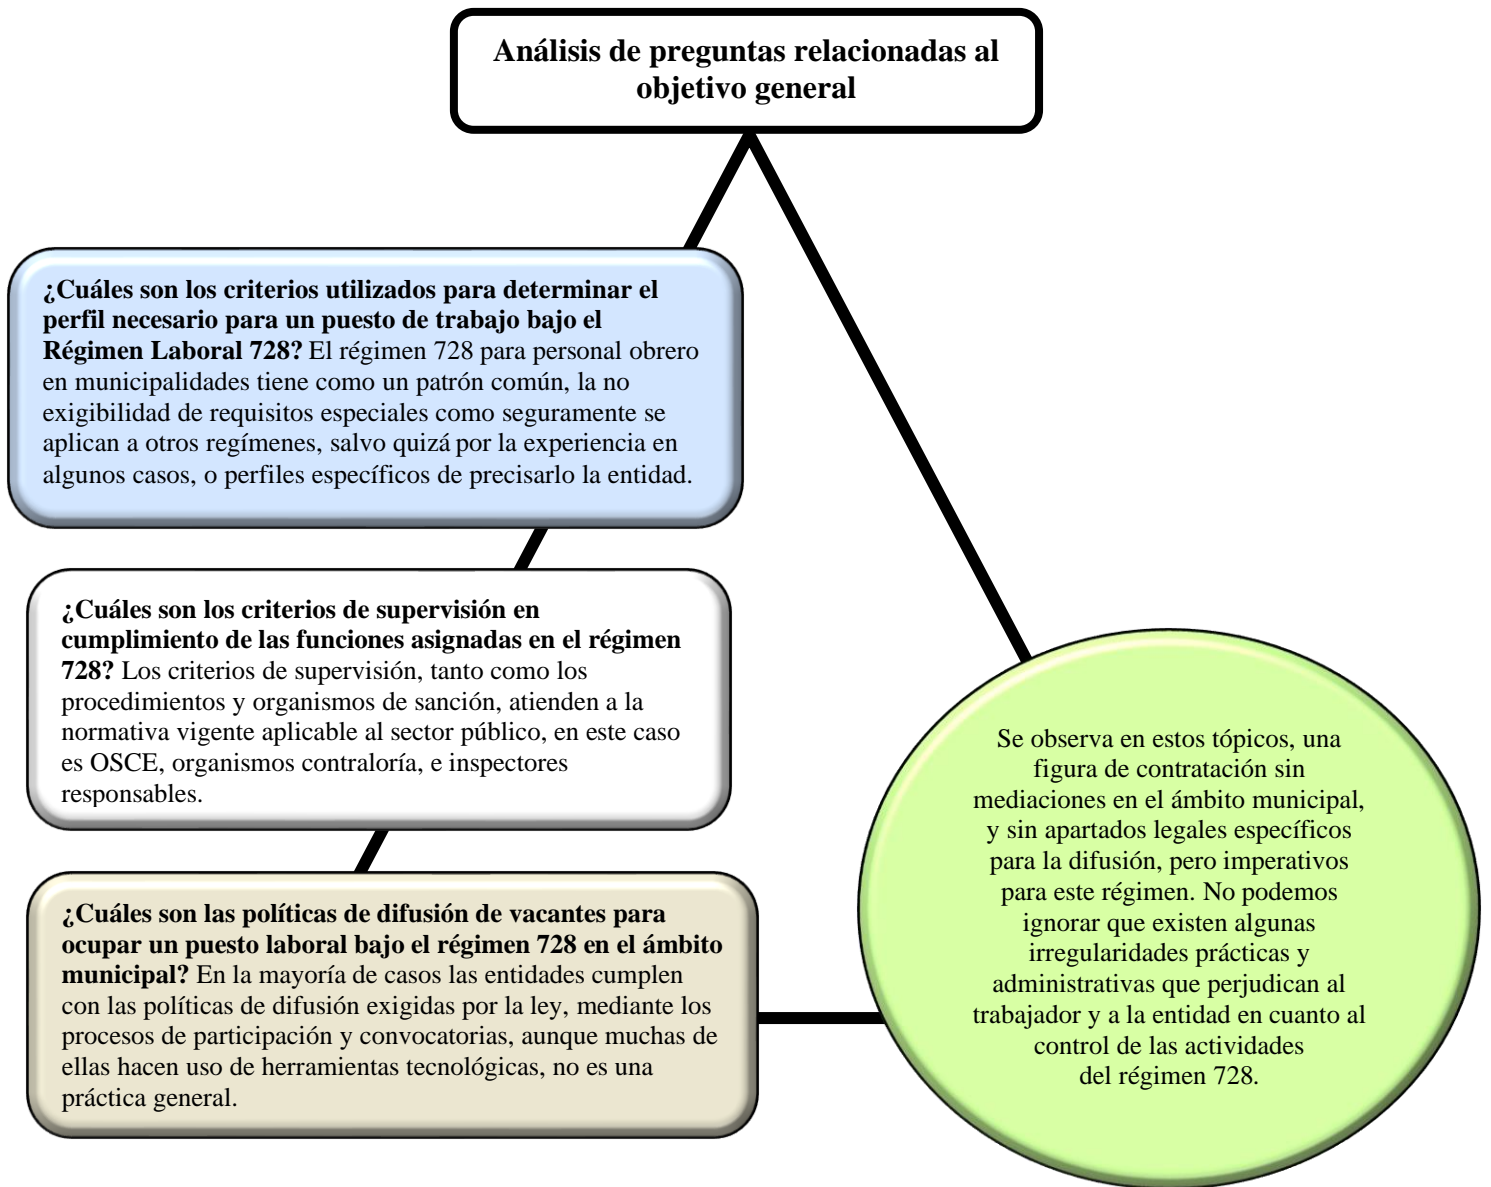 Análisis de preguntas relacionadas al
objetivo general
¿Cuáles son los criterios utilizados para determinar el
perfil necesario para un puesto de trabajo bajo el
Régimen Laboral 728? El régimen 728 para personal obrero
en municipalidades tiene como un patrón común, la no
exigibilidad de requisitos especiales como seguramente se
aplican a otros regímenes, salvo quizá por la experiencia en
algunos casos, o perfiles específicos de precisarlo la entidad.
¿Cuáles son los criterios de supervisión en
cumplimiento de las funciones asignadas en el régimen
728? Los criterios de supervisión, tanto como los
procedimientos y organismos de sanción, atienden a la
normativa vigente aplicable al sector público, en este caso
es OSCE, organismos contraloría, e inspectores
responsables.
¿Cuáles son las políticas de difusión de vacantes para
ocupar un puesto laboral bajo el régimen 728 en el ámbito
municipal? En la mayoría de casos las entidades cumplen
con las políticas de difusión exigidas por la ley, mediante los
procesos de participación y convocatorias, aunque muchas de
ellas hacen uso de herramientas tecnológicas, no es una
práctica general.
Se observa en estos tópicos, una
figura de contratación sin
mediaciones en el ámbito municipal,
y sin apartados legales específicos
para la difusión, pero imperativos
para este régimen. No podemos
ignorar que existen algunas
irregularidades prácticas y
administrativas que perjudican al
trabajador y a la entidad en cuanto al
control de las actividades
del régimen 728.